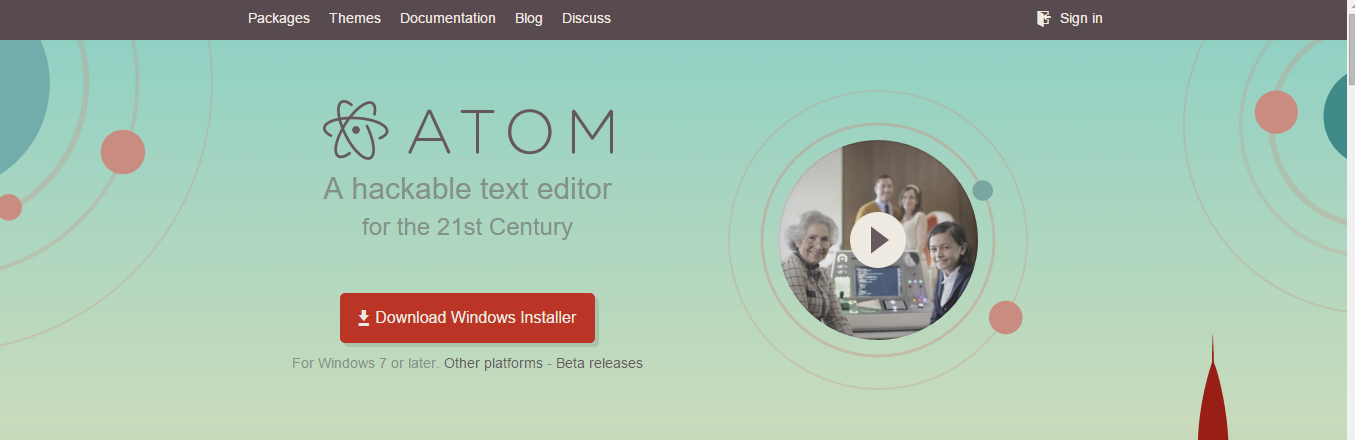 Packages Themes Documentation Blog Discuss Sign in
ATOM
A hackable text editor
for the 21st Century
Download Windows Installer
For Windows 7 or later. Other platforms - Beta releases